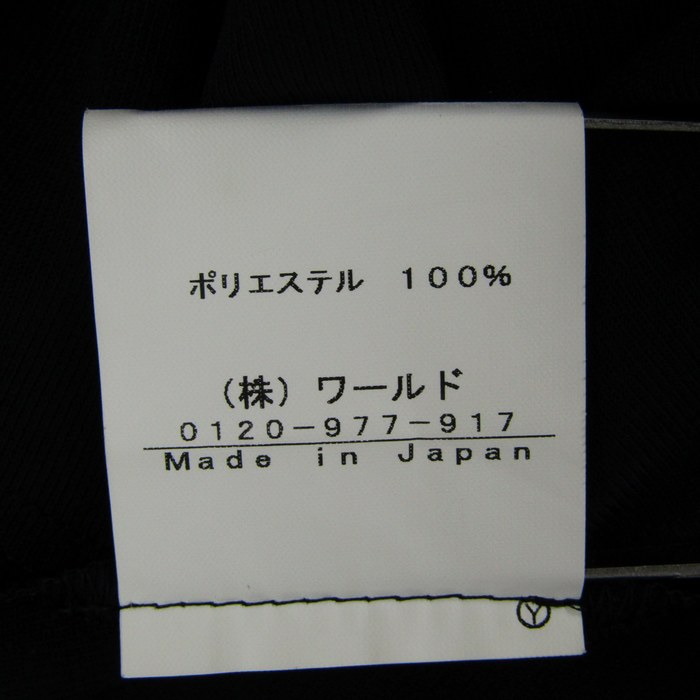 ポリエステル　１００％
（株）ワールド
０１２０－９７７－９１７
Ｍａｄｅ　ｉｎ　Ｊａｐａｎ
Ⓨ